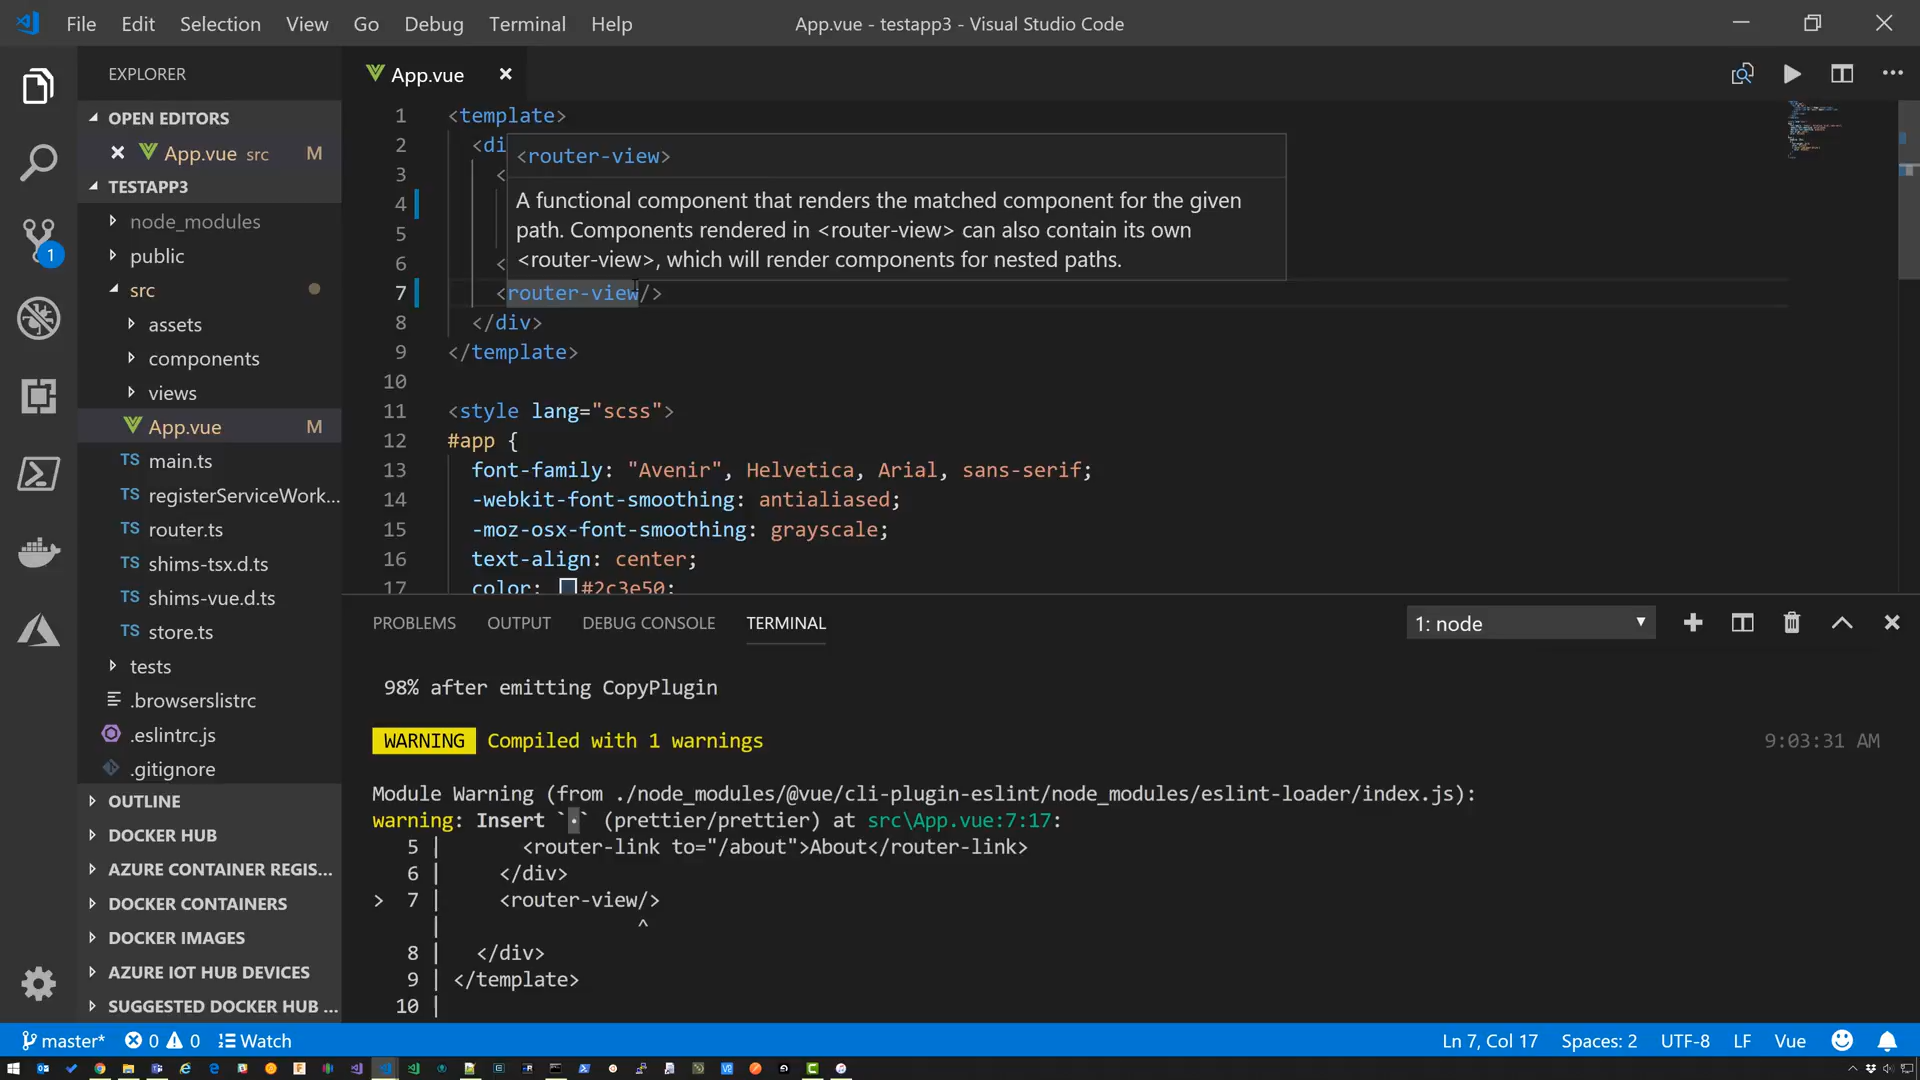 File Edit Selection View Go Debug Terminal Help
App.vue - testapp3 - Visual Studio Code
EXPLORER
OPEN EDITORS
App.vue src M
TESTAPP3
node_modules
public
src
assets
components
views
App.vue M
TS main.ts
TS registerServiceWork...
TS router.ts
TS shims-tsx.d.ts
TS shims-vue.d.ts
TS store.ts
tests
.browserslistrc
.eslintrc.js
.gitignore
OUTLINE
DOCKER HUB
AZURE CONTAINER REGIS...
DOCKER CONTAINERS
DOCKER IMAGES
AZURE IOT HUB DEVICES
SUGGESTED DOCKER HUB ...
1
App.vue
1 <template>
2 <di
3 <
4
5
6 <
<router-view>
A functional component that renders the matched component for the given
path. Components rendered in <router-view> can also contain its own
<router-view>, which will render components for nested paths.
7 <router-view/>
8 </div>
9 </template>
10
11 <style lang="scss">
12 #app {
13 font-family: "Avenir", Helvetica, Arial, sans-serif;
14 -webkit-font-smoothing: antialiased;
15 -moz-osx-font-smoothing: grayscale;
16 text-align: center;
17 color: #2c3e50;
PROBLEMS OUTPUT DEBUG CONSOLE TERMINAL
1: node
98% after emitting CopyPlugin
WARNING Compiled with 1 warnings 9:03:31 AM
Module Warning (from ./node_modules/@vue/cli-plugin-eslint/node_modules/eslint-loader/index.js):
warning: Insert `·` (prettier/prettier) at src\App.vue:7:17:
5 | <router-link to="/about">About</router-link>
6 | </div>
> 7 | <router-view/>
| ^
8 | </div>
9 | </template>
10 |
master* 0 0 Watch
Ln 7, Col 17 Spaces: 2 UTF-8 LF Vue